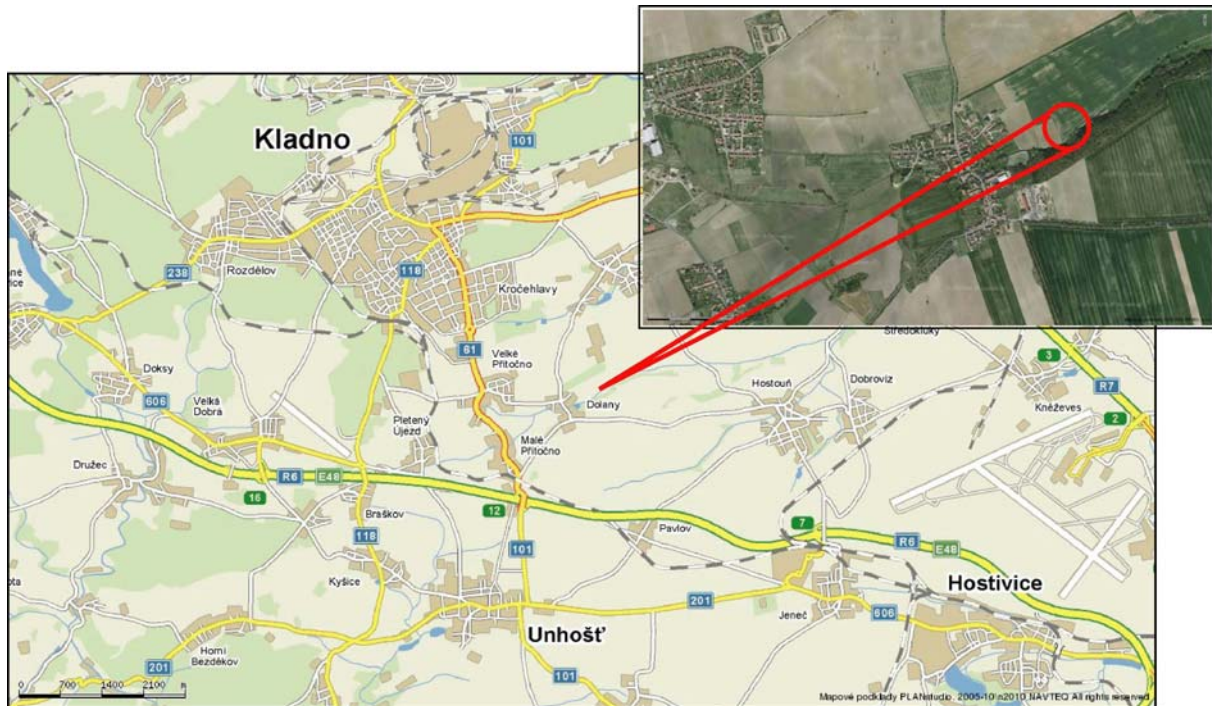 Kladno
101
238
Rozdělov
118
Kročehlavy
61
Velké
Přítočno
Doksy
606
Velká
Dobrá
Pletený
Újezd
Dolany
Hostouň
Dobrovíz
Středokluky
3
R7
Kněževes
2
Malé
Přítočno
Družec
R6
E48
16
12
Braškov
118
Pavlov
7
R6
E48
101
Kyšice
Hostivice
201
Jeneč
606
Unhošť
Horní
Bezděkov
201
101
0 700 1400 2100 m
Mapové podklady PLANstudio, 2005-10\n2010 NAVTEQ All rights reserved